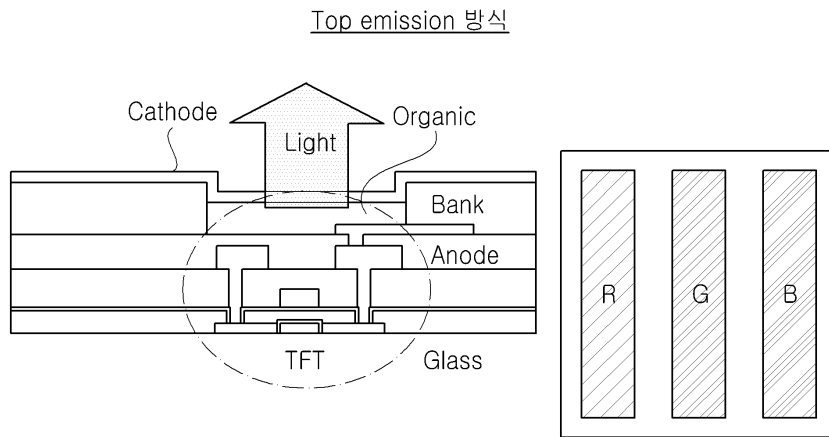 Top emission 방식
Cathode
Light
Organic
Bank
Anode
TFT
Glass
R
G
B